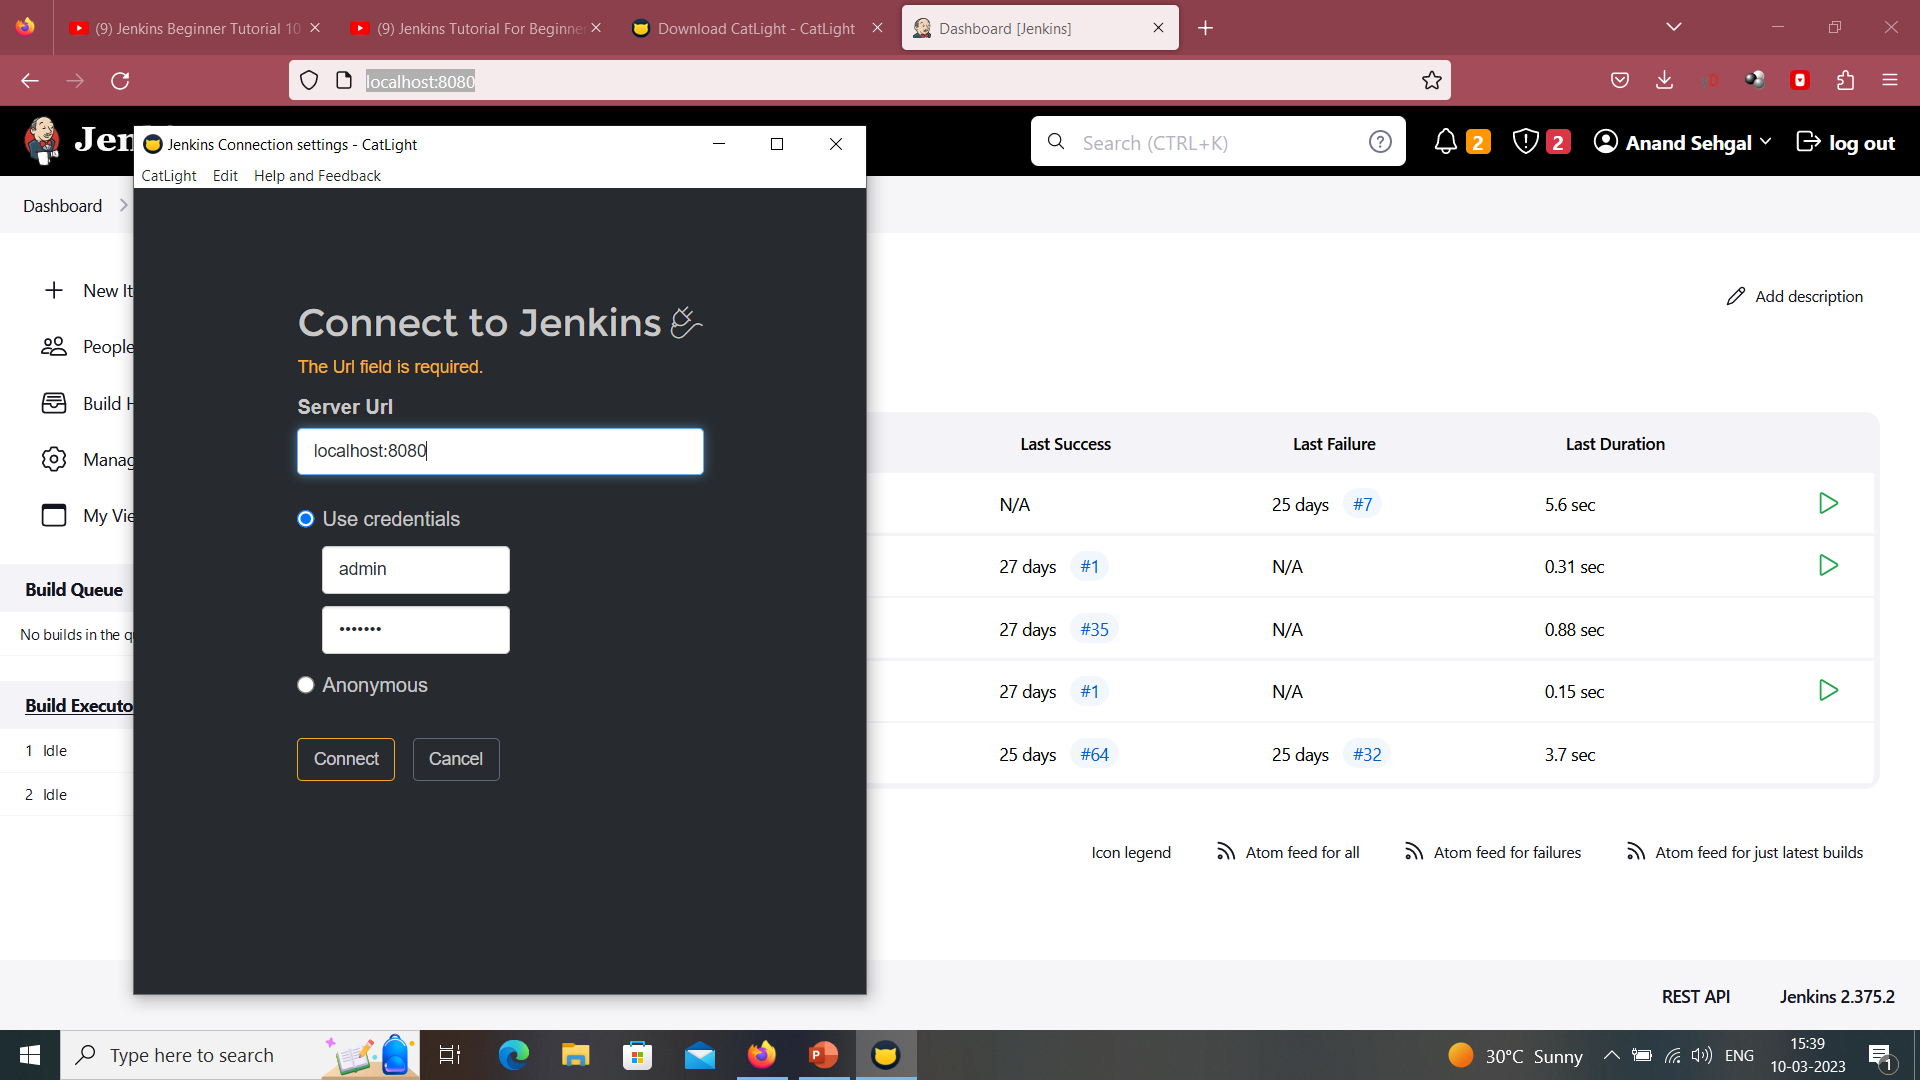 (9) Jenkins Beginner Tutorial 10
(9) Jenkins Tutorial For Beginne
Download CatLight - CatLight
Dashboard [Jenkins]
localhost:8080
Jen
Search (CTRL+K)
2
2
Anand Sehgal
log out
Jenkins Connection settings - CatLight
CatLight Edit Help and Feedback
Dashboard
New It
People
Build H
Manag
My Vie
Add description
Connect to Jenkins
The Url field is required.
Server Url
localhost:8080
Use credentials
admin
•••••••
Anonymous
Connect
Cancel
Build Queue
No builds in the q
Build Executo
1 Idle
2 Idle
Last Success Last Failure Last Duration
N/A 25 days #7 5.6 sec
27 days #1 N/A 0.31 sec
27 days #35 N/A 0.88 sec
27 days #1 N/A 0.15 sec
25 days #64 25 days #32 3.7 sec
Icon legend Atom feed for all Atom feed for failures Atom feed for just latest builds
REST API Jenkins 2.375.2
Type here to search
30°C Sunny
ENG
15:39
10-03-2023
1